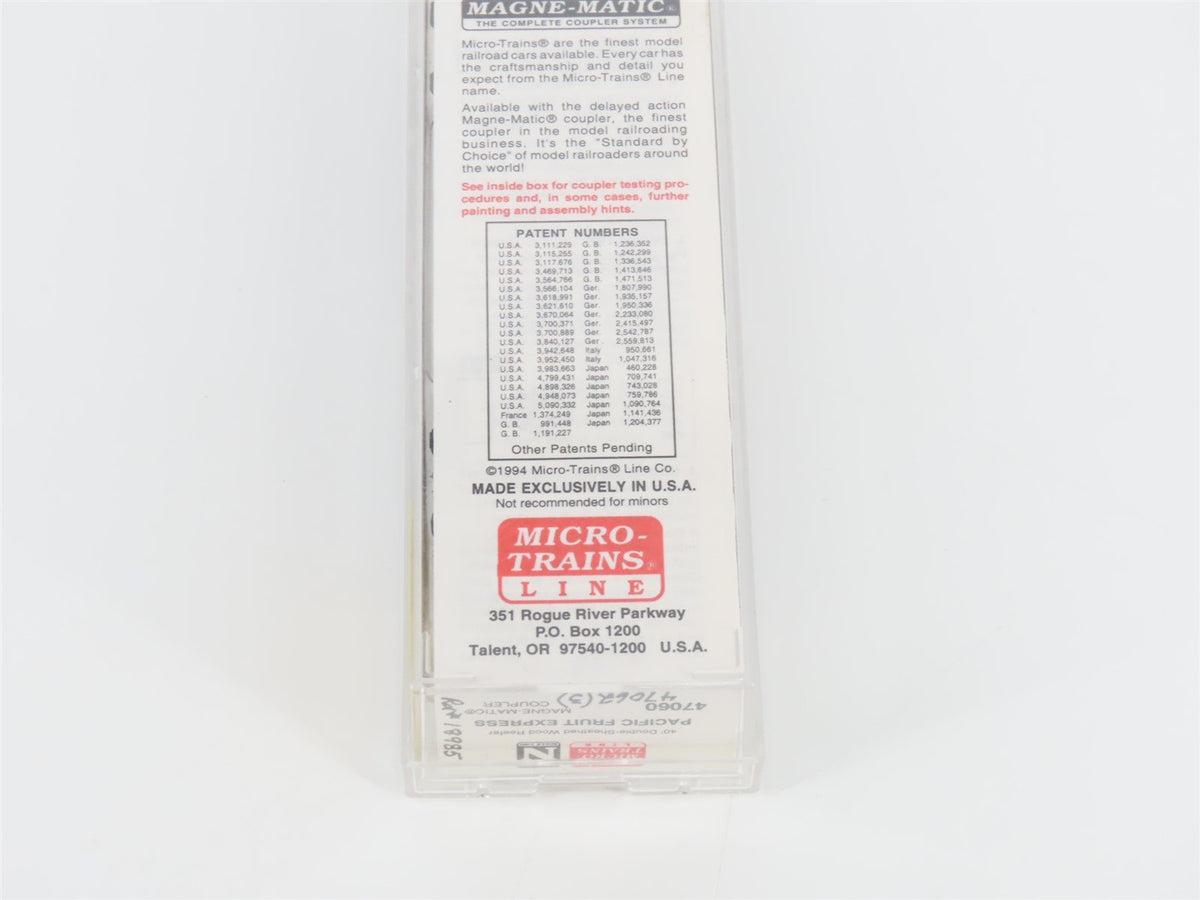 MAGNE-MATIC®
THE COMPLETE COUPLER SYSTEM
Micro-Trains® are the finest model
railroad cars available. Every car has
the craftsmanship and detail you
expect from the Micro-Trains® Line
name.
Available with the delayed action
Magne-Matic® coupler, the finest
coupler in the model railroading
business. It's the "Standard by
Choice" of model railroaders around
the world!
See inside box for coupler testing pro-
cedures and, in some cases, further
painting and assembly hints.
PATENT NUMBERS
U.S.A. 3,111,229 G. B. 1,236,352
U.S.A. 3,115,255 G. B. 1,242,299
U.S.A. 3,117,676 G. B. 1,336,543
U.S.A. 3,469,713 G. B. 1,413,646
U.S.A. 3,564,766 G. B. 1,471,513
U.S.A. 3,566,104 Ger. 1,807,990
U.S.A. 3,618,991 Ger. 1,935,157
U.S.A. 3,621,610 Ger. 1,950,336
U.S.A. 3,670,064 Ger. 2,233,080
U.S.A. 3,700,371 Ger. 2,415,497
U.S.A. 3,700,889 Ger. 2,542,787
U.S.A. 3,840,127 Ger. 2,559,813
U.S.A. 3,942,648 Italy 950,661
U.S.A. 3,952,450 Italy 1,047,316
U.S.A. 3,983,663 Japan 460,228
U.S.A. 4,799,431 Japan 709,741
U.S.A. 4,898,326 Japan 743,028
U.S.A. 4,948,073 Japan 759,786
U.S.A. 5,090,332 Japan 1,090,764
France 1,374,249 Japan 1,141,436
G. B. 991,448 Japan 1,204,377
G. B. 1,191,227
Other Patents Pending
©1994 Micro-Trains® Line Co.
MADE EXCLUSIVELY IN U.S.A.
Not recommended for minors
MICRO-
TRAINS®
LINE
351 Rogue River Parkway
P.O. Box 1200
Talent, OR 97540-1200 U.S.A.
MICRO
TRAINS
LINE
N
40' Double-Sheathed Wood Reefer
PACIFIC FRUIT EXPRESS
47060
MAGNE-MATIC®
COUPLER
47062 (3)
19985